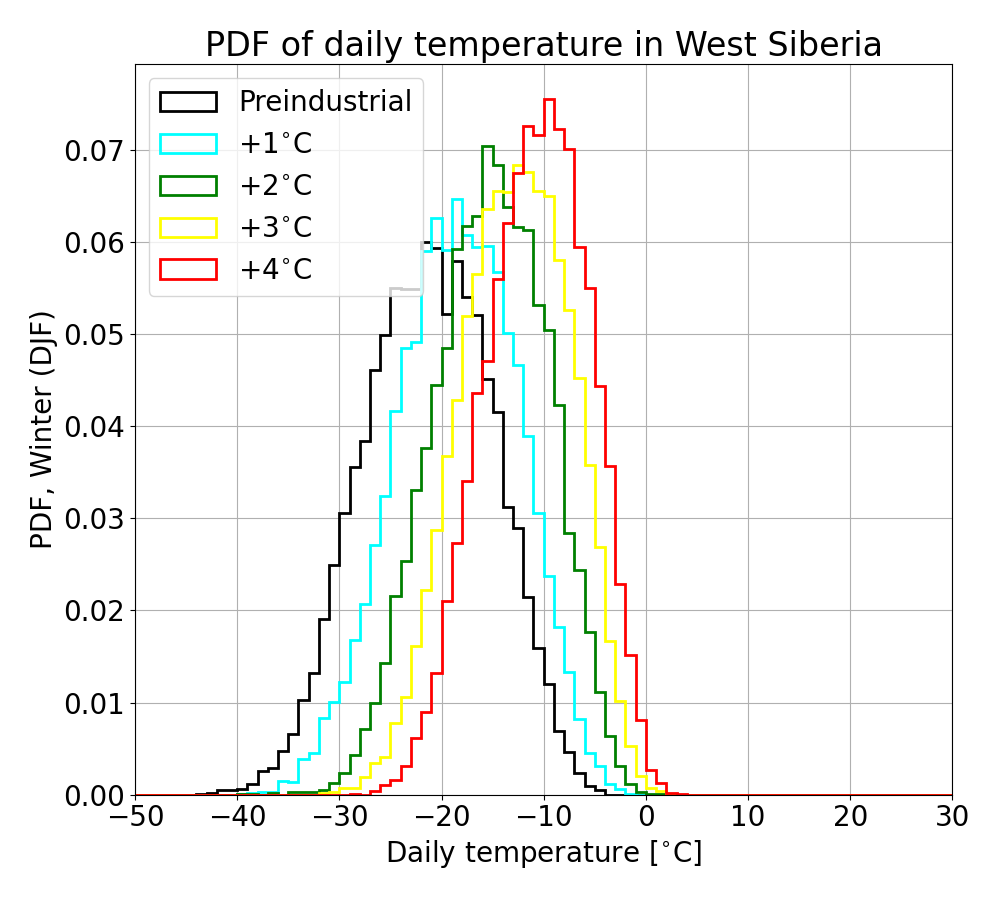 PDF of daily temperature in West Siberia
Preindustrial
+1°C
+2°C
+3°C
+4°C
PDF, Winter (DJF)
0.07
0.06
0.05
0.04
0.03
0.02
0.01
0.00
−50 −40 −30 −20 −10 0 10 20 30
Daily temperature [°C]